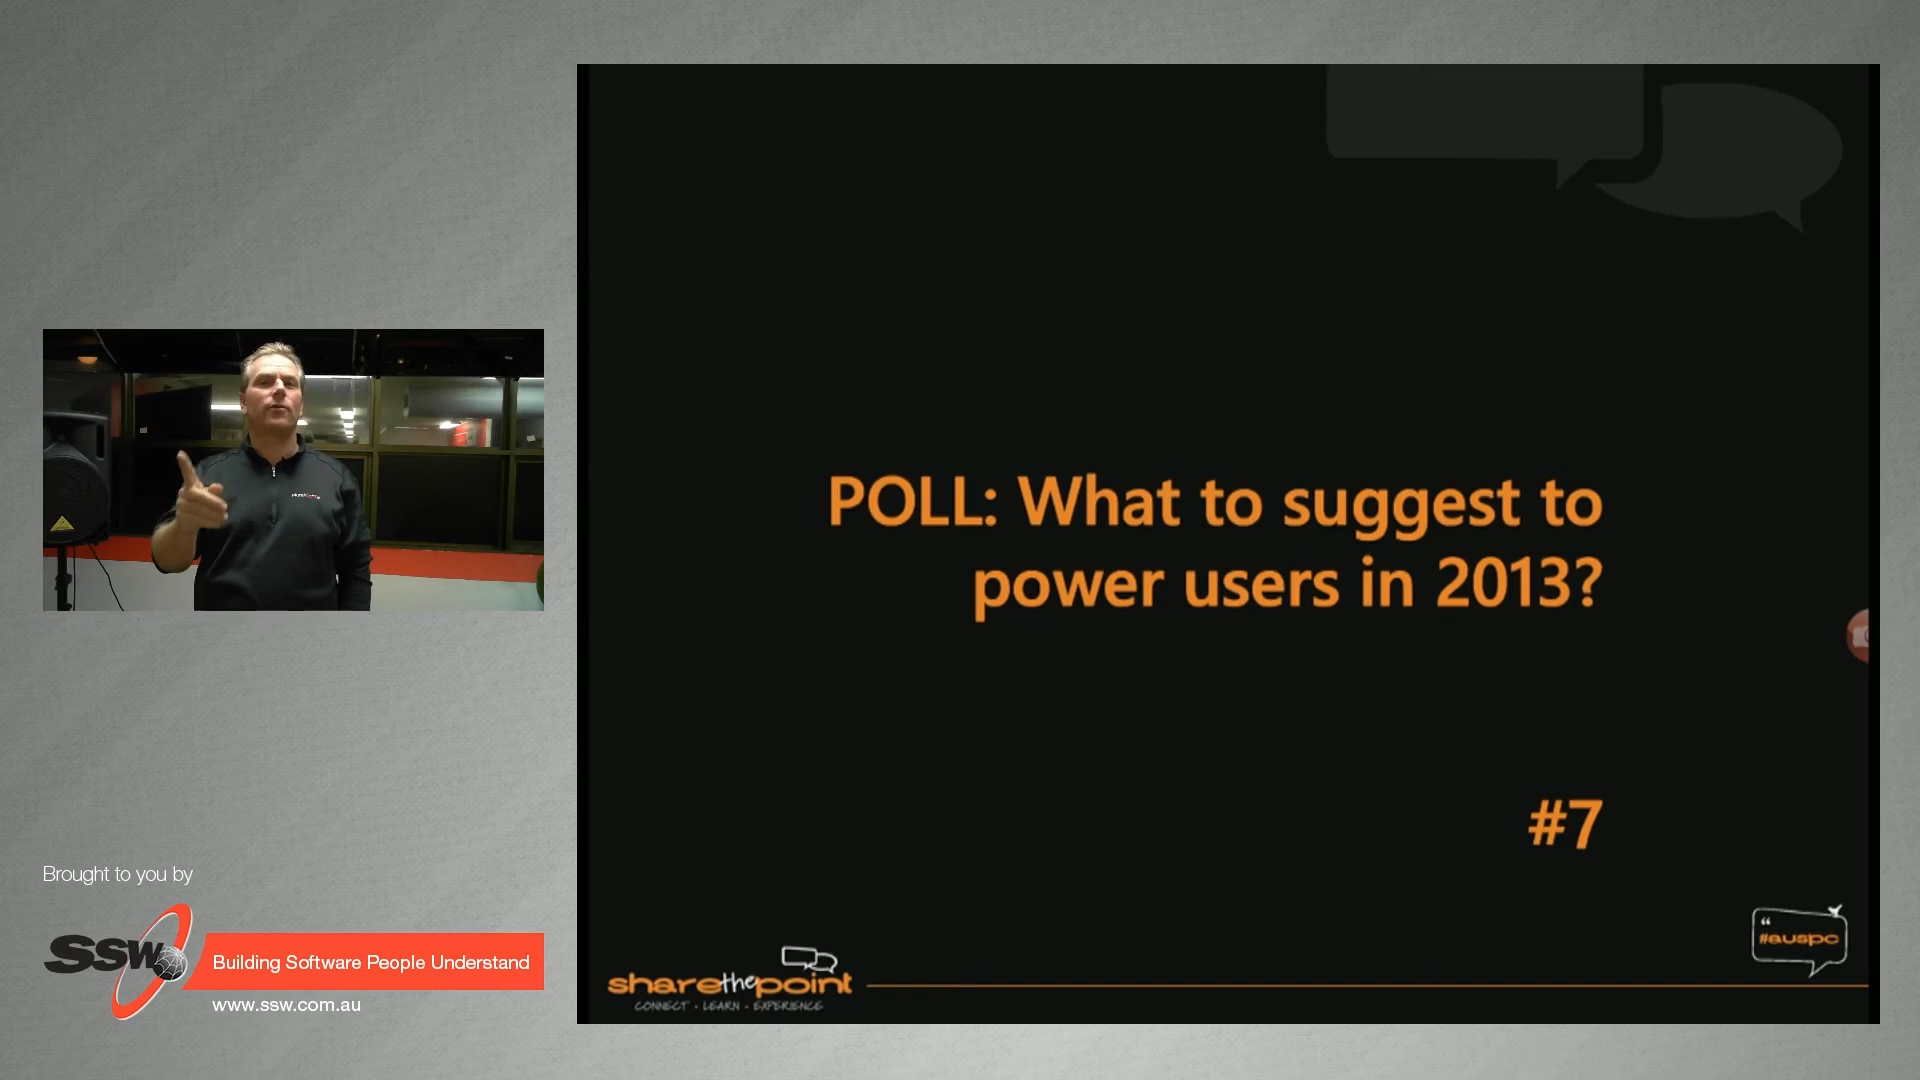 POLL: What to suggest to
power users in 2013?
#7
Brought to you by
SSW
Building Software People Understand
www.ssw.com.au
sharethepoint
CONNECT - LEARN - EXPERIENCE
“
#auspc